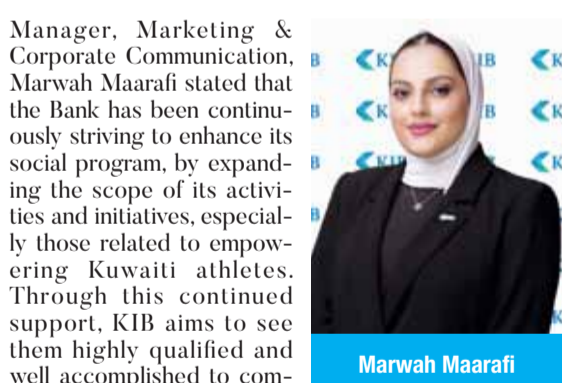 Manager, Marketing &
Corporate Communication,
Marwah Maarafi stated that
the Bank has been continu-
ously striving to enhance its
social program, by expand-
ing the scope of its activi-
ties and initiatives, especial-
ly those related to empow-
ering Kuwaiti athletes.
Through this continued
support, KIB aims to see
them highly qualified and
well accomplished to com-
KIB
Marwah Maarafi